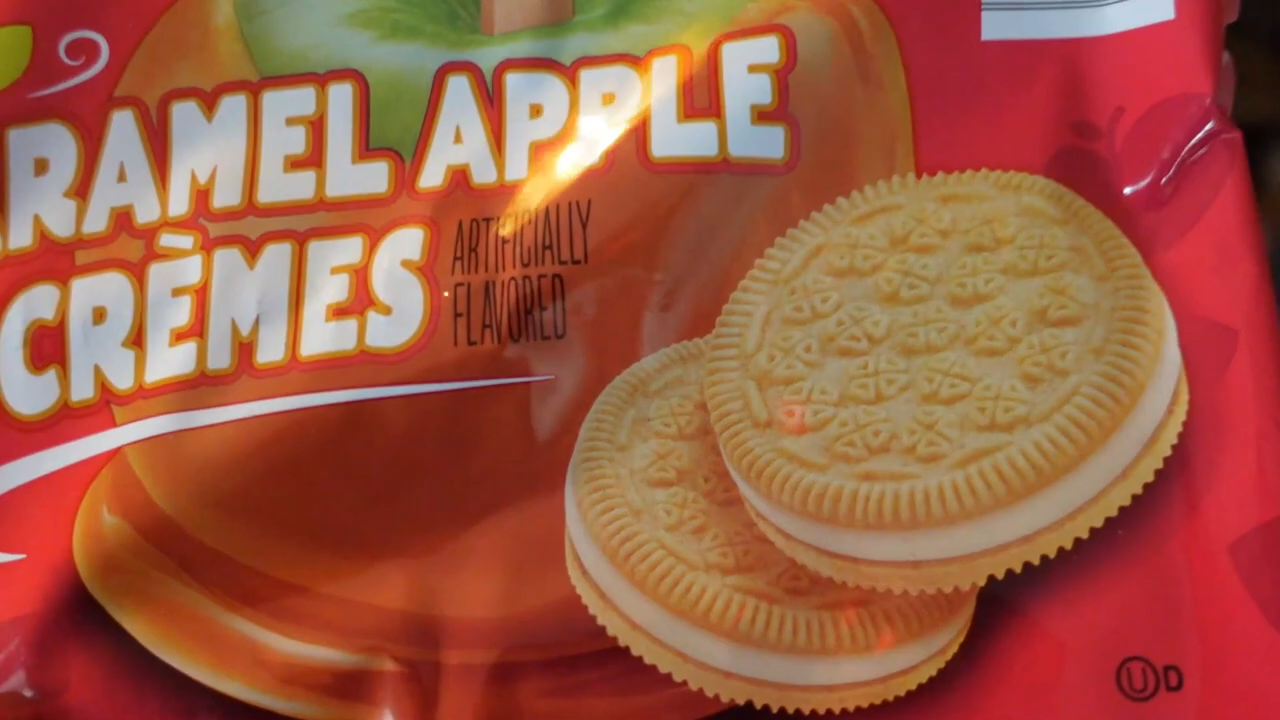 RAMEL APPLE
CRÈMES
ARTIFICIALLY
FLAVORED
U D